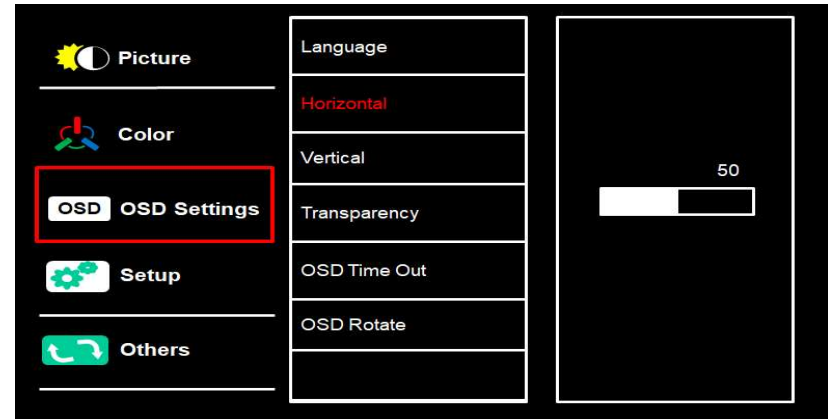 Picture
Color
OSD OSD Settings
Setup
Others
Language
Horizontal
Vertical
Transparency
OSD Time Out
OSD Rotate
50